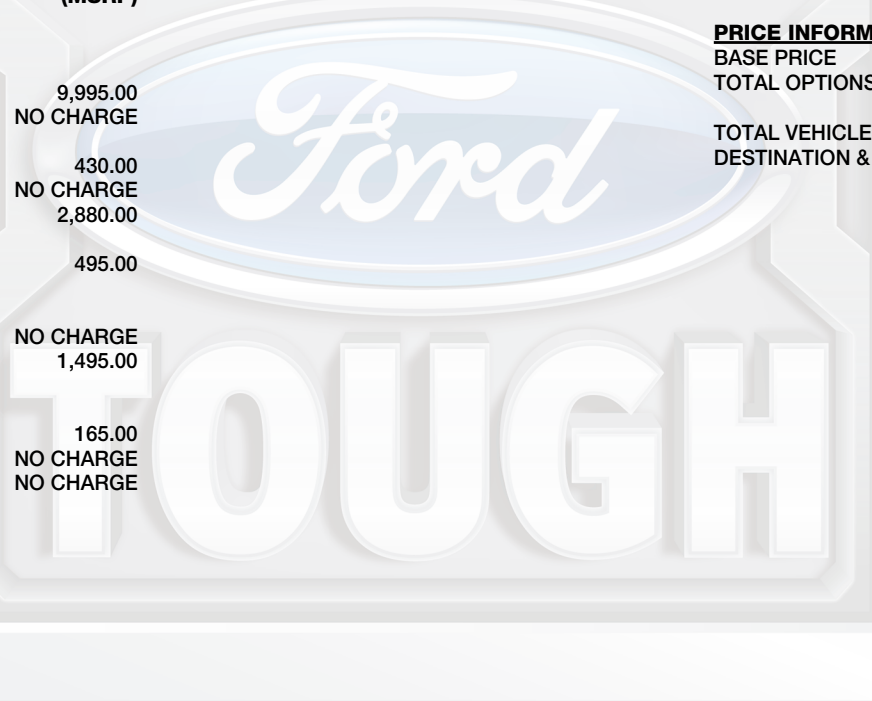 (MSRP)
9,995.00
NO CHARGE
430.00
NO CHARGE
2,880.00
495.00
NO CHARGE
1,495.00
165.00
NO CHARGE
NO CHARGE
PRICE INFORM
BASE PRICE
TOTAL OPTIONS
TOTAL VEHICLE
DESTINATION &
Ford
TOUGH